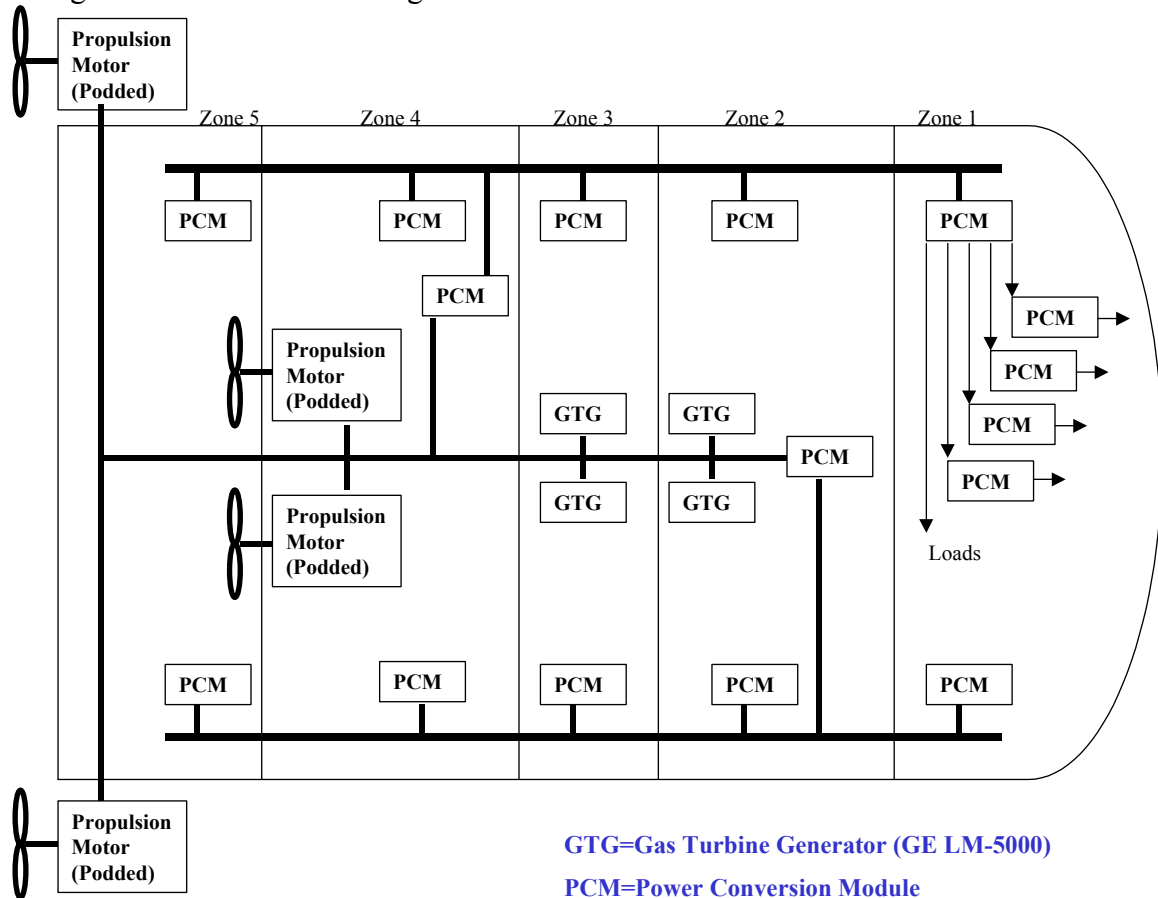 Propulsion
Motor
(Podded)
Zone 5 Zone 4 Zone 3 Zone 2 Zone 1
PCM PCM PCM PCM PCM
PCM
PCM
Propulsion
Motor
(Podded)
PCM
GTG GTG
PCM
PCM
PCM
GTG GTG
Propulsion
Motor
(Podded)
Loads
PCM PCM PCM PCM PCM
Propulsion
Motor
(Podded)
GTG=Gas Turbine Generator (GE LM-5000)
PCM=Power Conversion Module